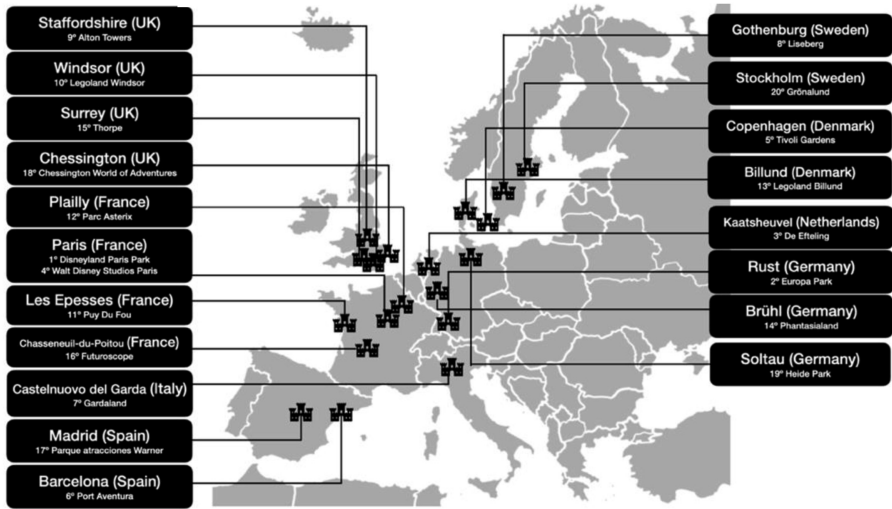 Staffordshire (UK)
9º Alton Towers
Windsor (UK)
10º Legoland Windsor
Surrey (UK)
15º Thorpe
Chessington (UK)
18º Chessington World of Adventures
Plailly (France)
12º Parc Asterix
Paris (France)
1º Disneyland Paris Park
4º Walt Disney Studios Paris
Les Epesses (France)
11º Puy Du Fou
Chasseneuil-du-Poitou (France)
16º Futuroscope
Castelnuovo del Garda (Italy)
7º Gardaland
Madrid (Spain)
17º Parque atracciones Warner
Barcelona (Spain)
6º Port Aventura
Gothenburg (Sweden)
8º Liseberg
Stockholm (Sweden)
20º Grönalund
Copenhagen (Denmark)
5º Tivoli Gardens
Billund (Denmark)
13º Legoland Billund
Kaatsheuvel (Netherlands)
3º De Efteling
Rust (Germany)
2º Europa Park
Brühl (Germany)
14º Phantasialand
Soltau (Germany)
19º Heide Park